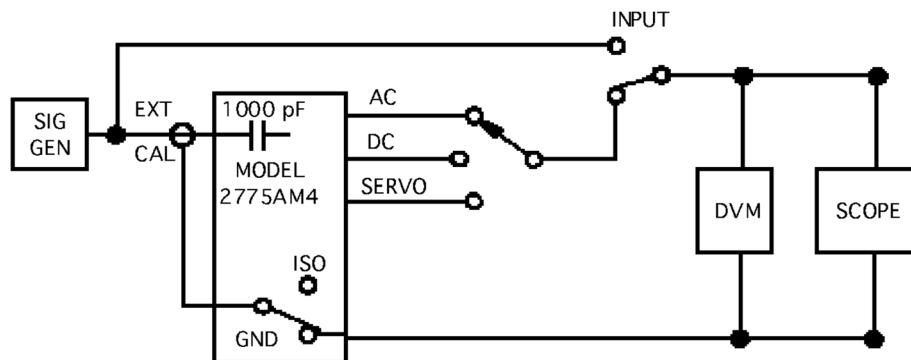 INPUT
SIG
GEN
EXT
CAL
1000 pF
MODEL
2775AM4
AC
DC
SERVO
DVM
SCOPE
ISO
GND